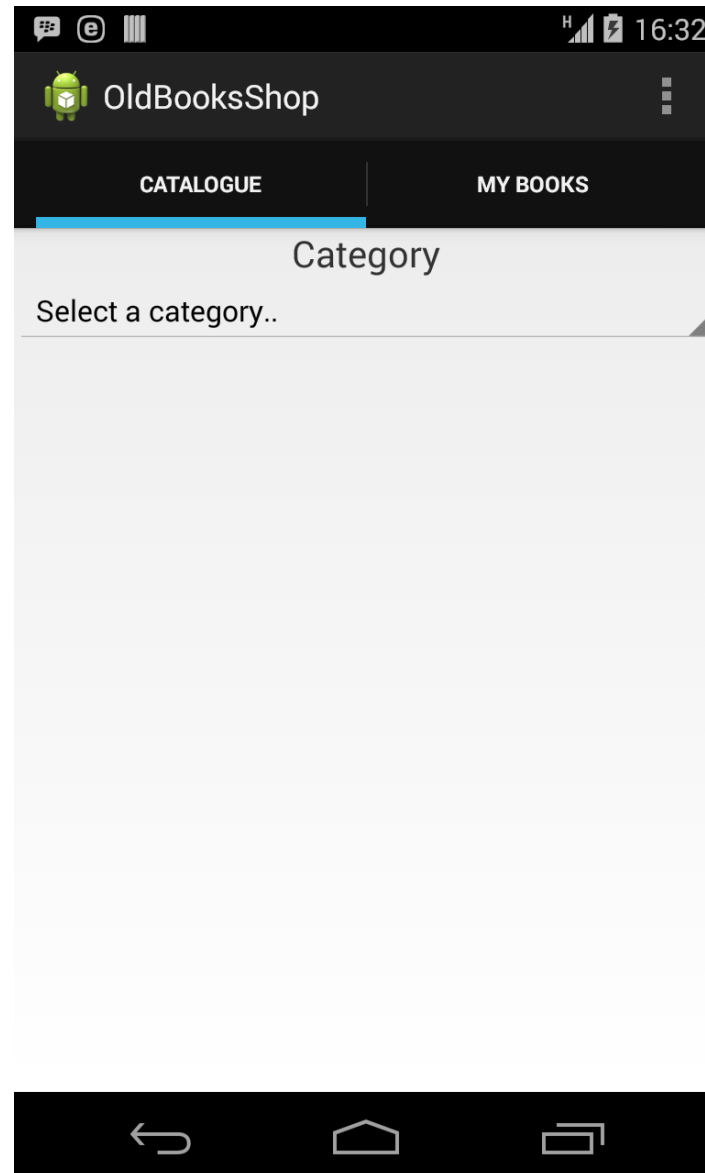 H 16:32
OldBooksShop
CATALOGUE MY BOOKS
Category
Select a category..